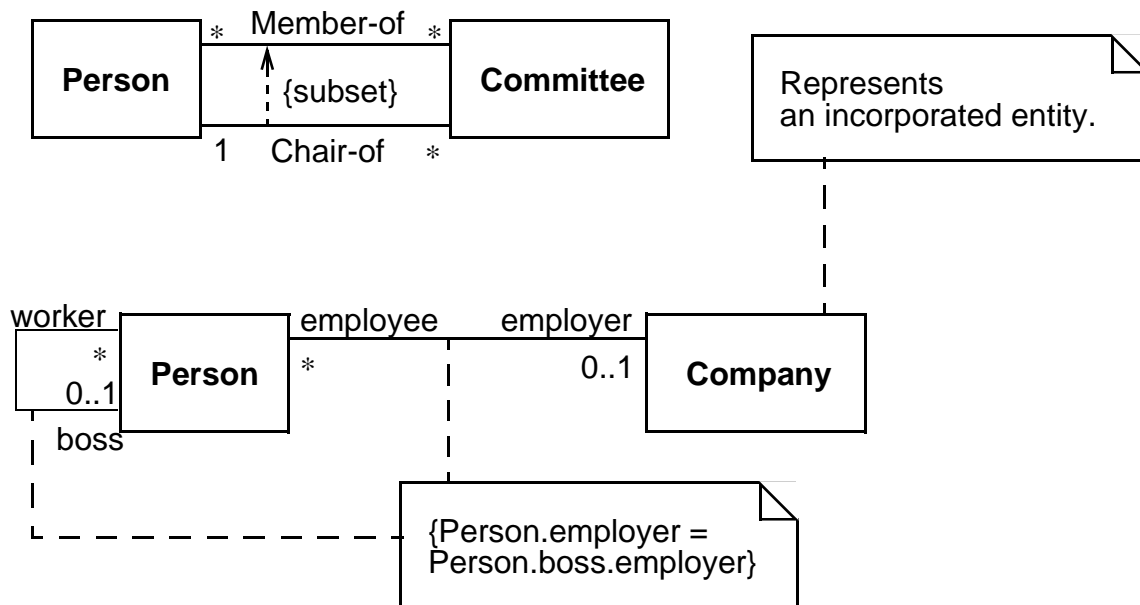 * Member-of *
Person
{subset}
Committee
1 Chair-of *
Represents
an incorporated entity.
worker
*
0..1
boss
Person
employee
*
employer
0..1
Company
{Person.employer =
Person.boss.employer}